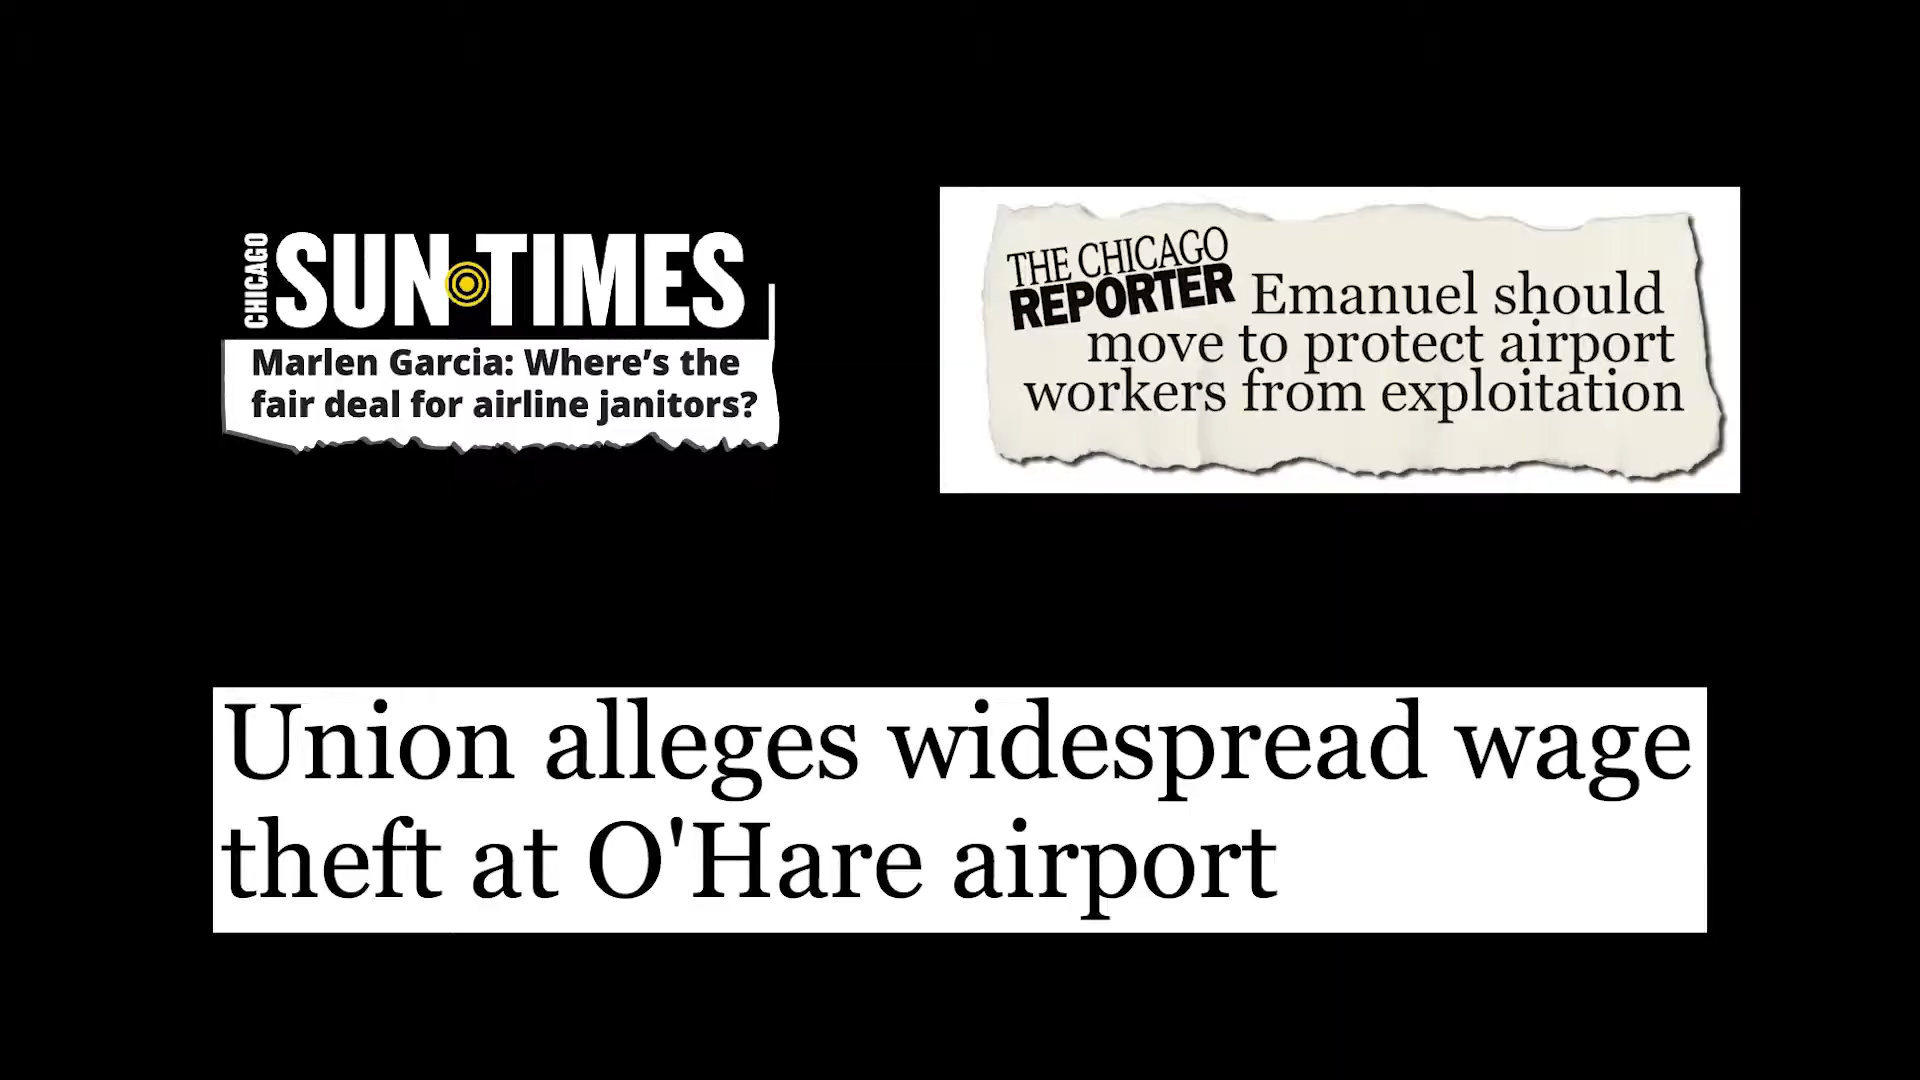 CHICAGO
SUN TIMES
Marlen Garcia: Where's the
fair deal for airline janitors?
THE CHICAGO
REPORTER
Emanuel should
move to protect airport
workers from exploitation
Union alleges widespread wage
theft at O'Hare airport